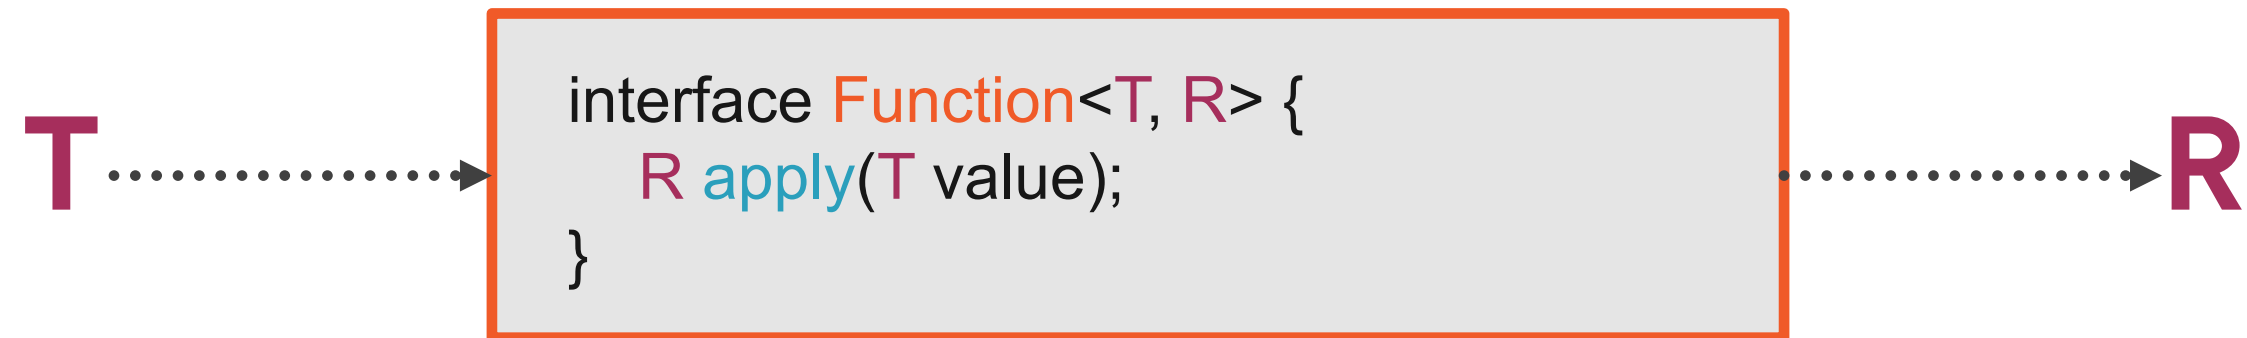 T
interface Function<T, R> {
R apply(T value);
}
R